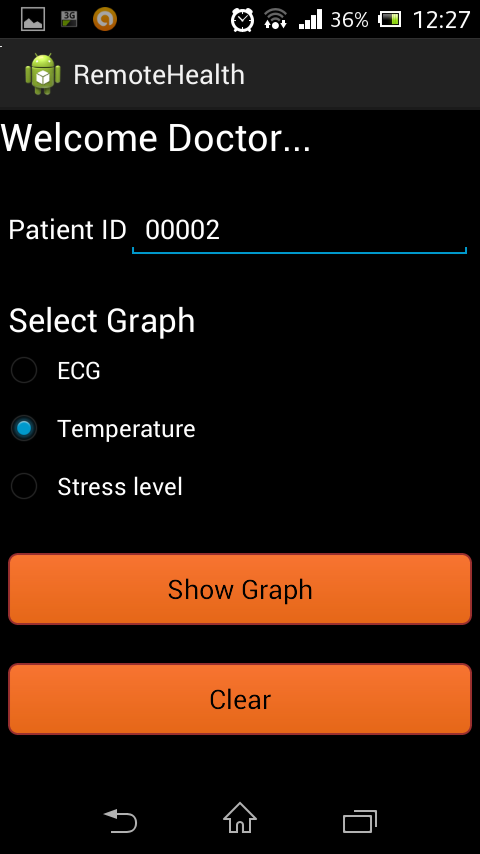 3G 36% 12:27
RemoteHealth
Welcome Doctor...
Patient ID 00002
Select Graph
ECG
Temperature
Stress level
Show Graph
Clear